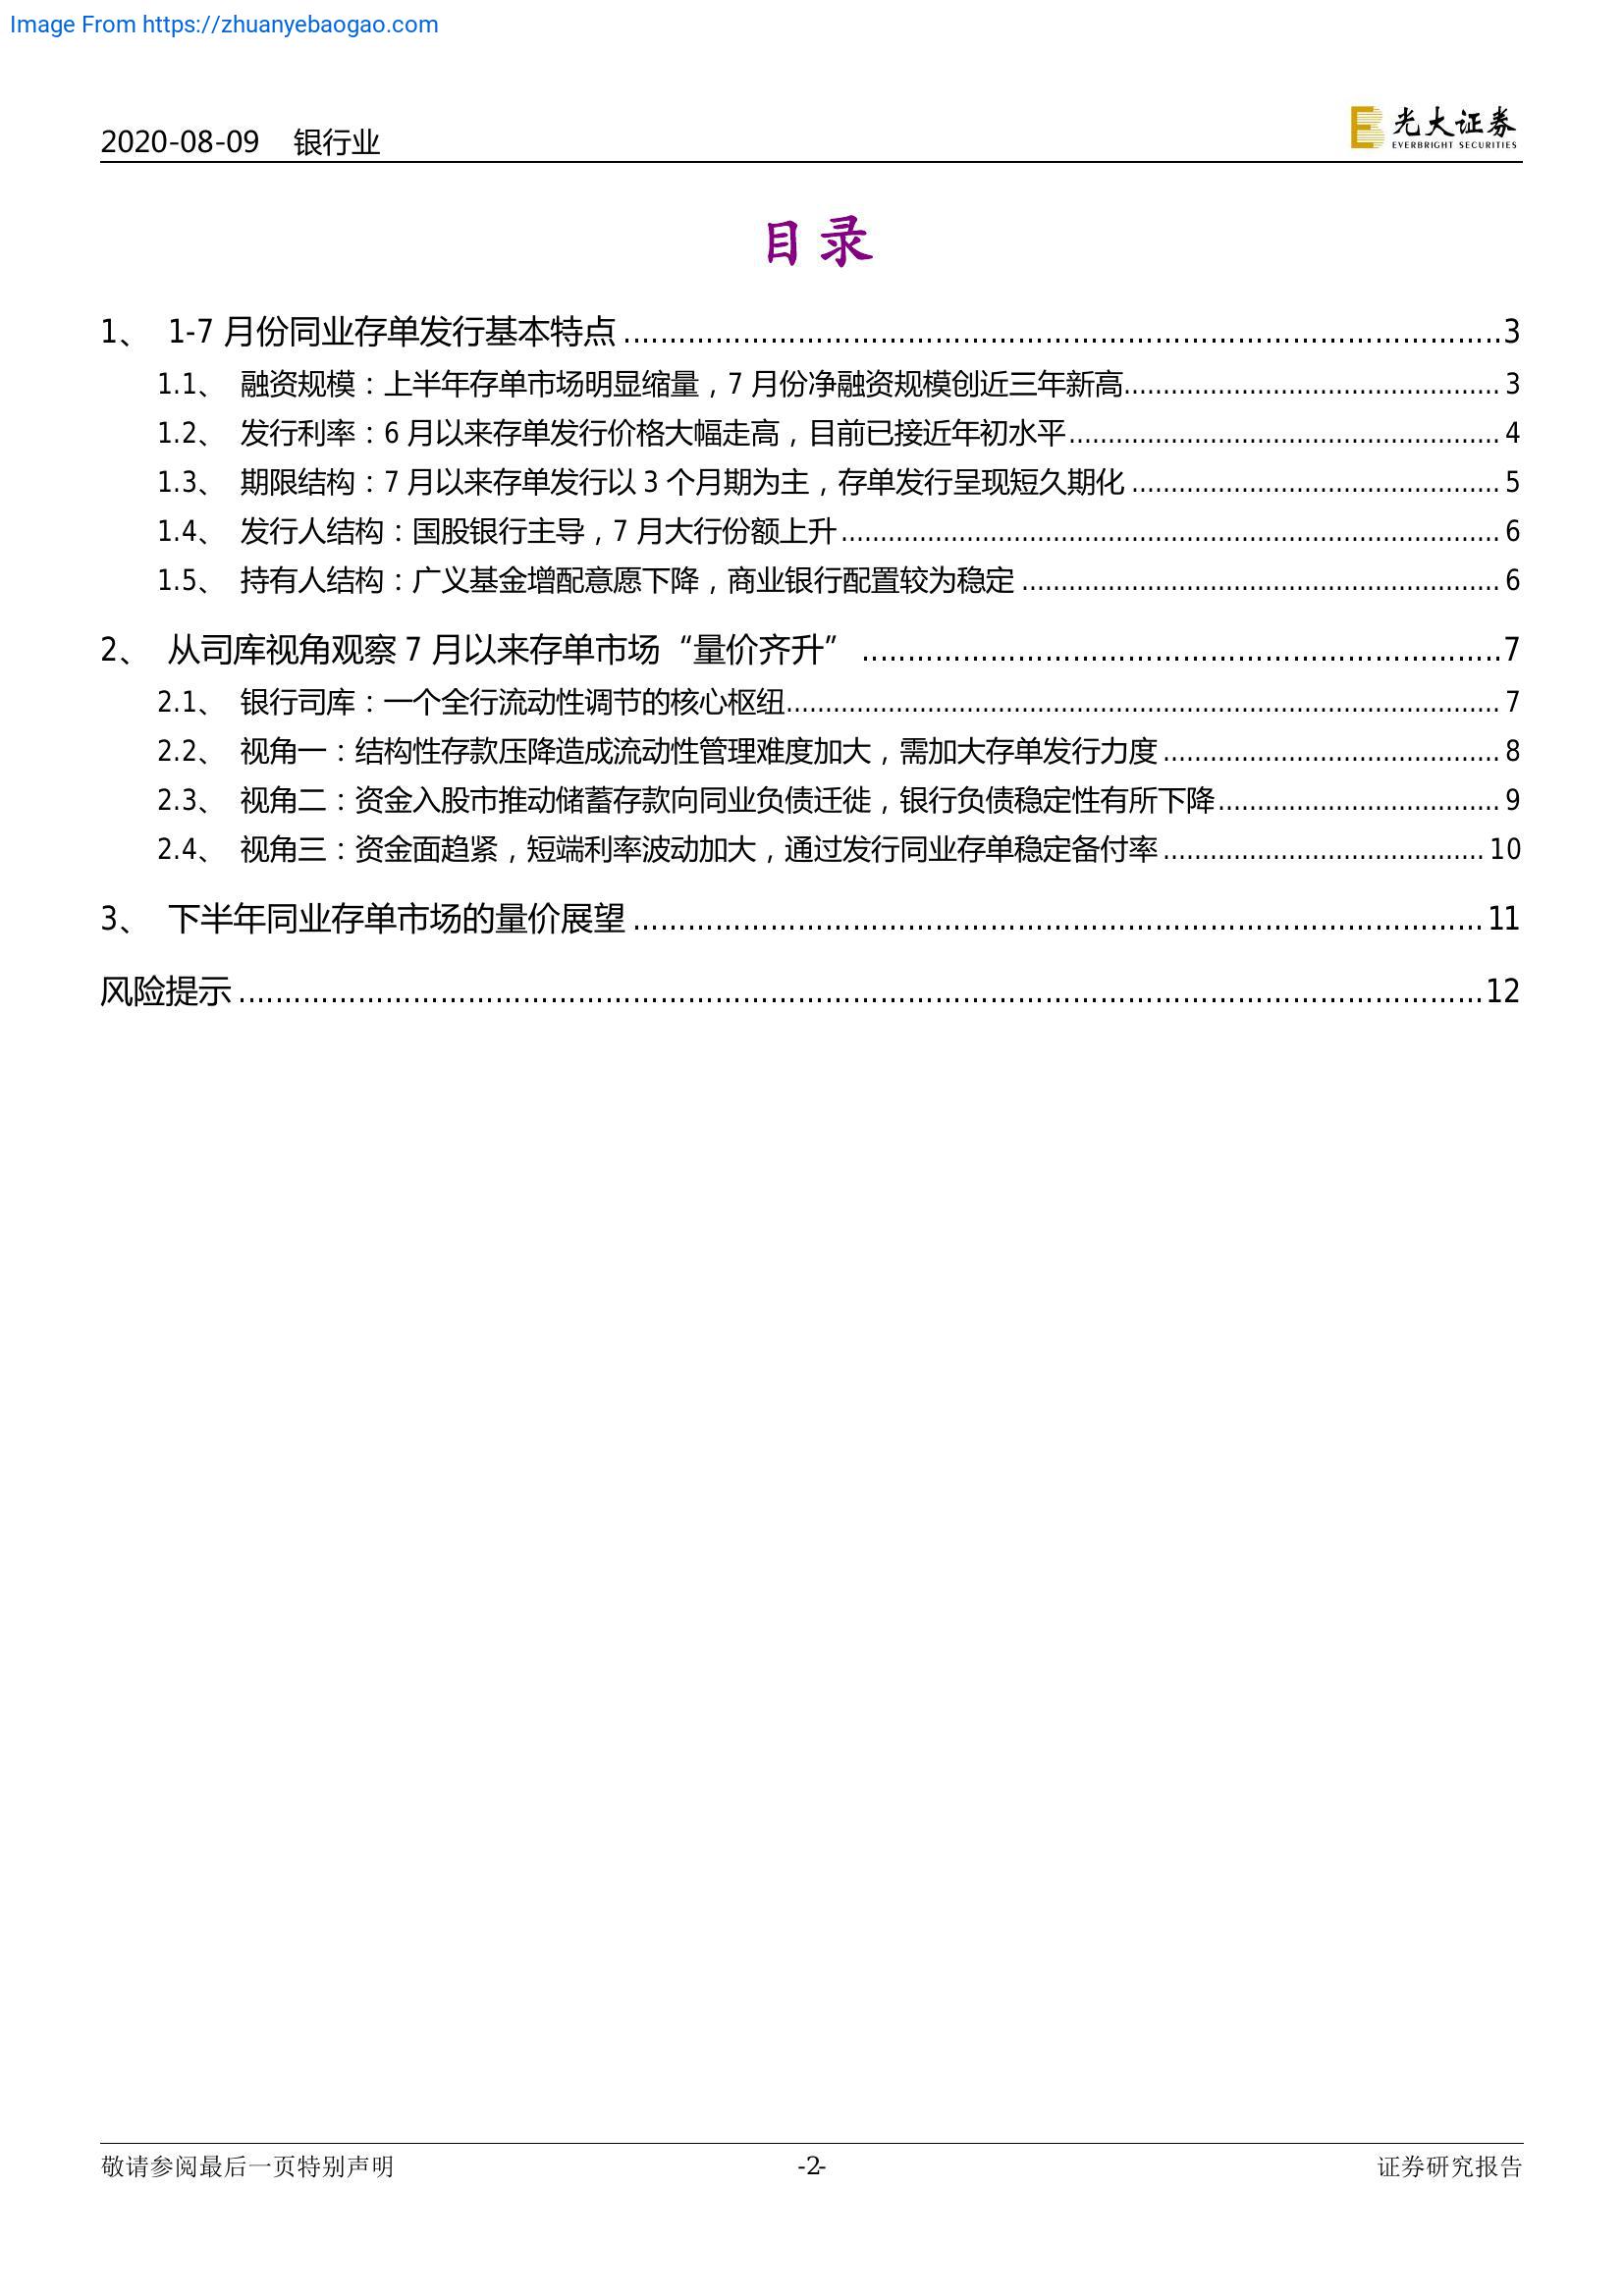 Image From https://zhuanyebaogao.com
2020-08-09 银行业
光大证券
EVERBRIGHT SECURITIES
目录
1、 1-7 月份同业存单发行基本特点 3
1.1、 融资规模：上半年存单市场明显缩量，7 月份净融资规模创近三年新高 3
1.2、 发行利率：6 月以来存单发行价格大幅走高，目前已接近年初水平 4
1.3、 期限结构：7 月以来存单发行以 3 个月期为主，存单发行呈现短久期化 5
1.4、 发行人结构：国股银行主导，7 月大行份额上升 6
1.5、 持有人结构：广义基金增配意愿下降，商业银行配置较为稳定 6
2、 从司库视角观察 7 月以来存单市场“量价齐升” 7
2.1、 银行司库：一个全行流动性调节的核心枢纽 7
2.2、 视角一：结构性存款压降造成流动性管理难度加大，需加大存单发行力度 8
2.3、 视角二：资金入股市推动储蓄存款向同业负债迁徙，银行负债稳定性有所下降 9
2.4、 视角三：资金面趋紧，短端利率波动加大，通过发行同业存单稳定备付率 10
3、 下半年同业存单市场的量价展望 11
风险提示 12
敬请参阅最后一页特别声明 -2- 证券研究报告